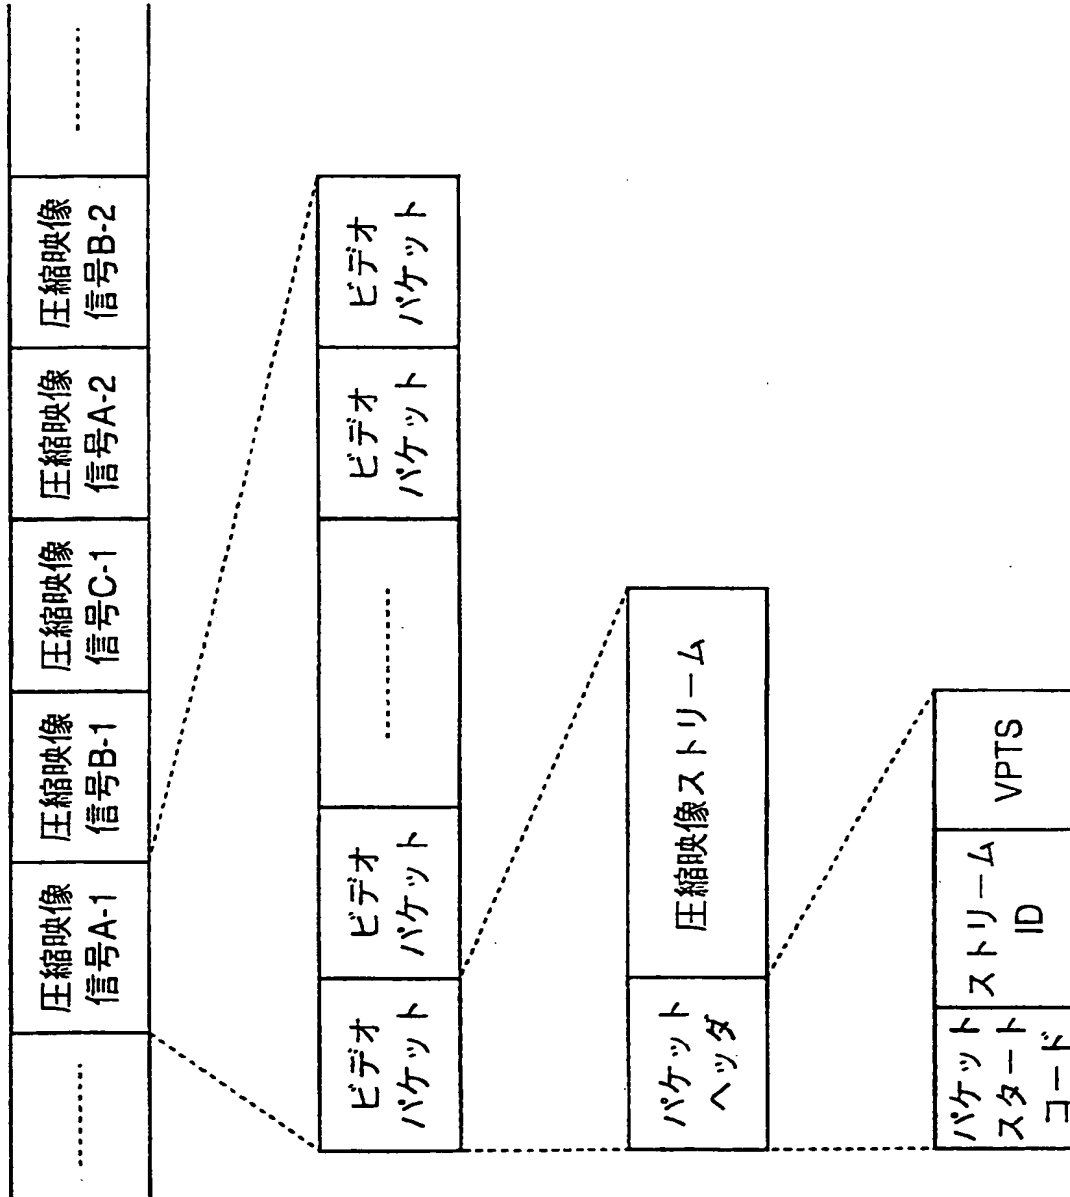 圧縮映像
信号A-1
圧縮映像
信号B-1
圧縮映像
信号C-1
圧縮映像
信号A-2
圧縮映像
信号B-2
ビデオ
パケット
ビデオ
パケット
ビデオ
パケット
ビデオ
パケット
パケット
ヘッダ
圧縮映像ストリーム
パケット
スタート
コード
ストリーム
ID
VPTS